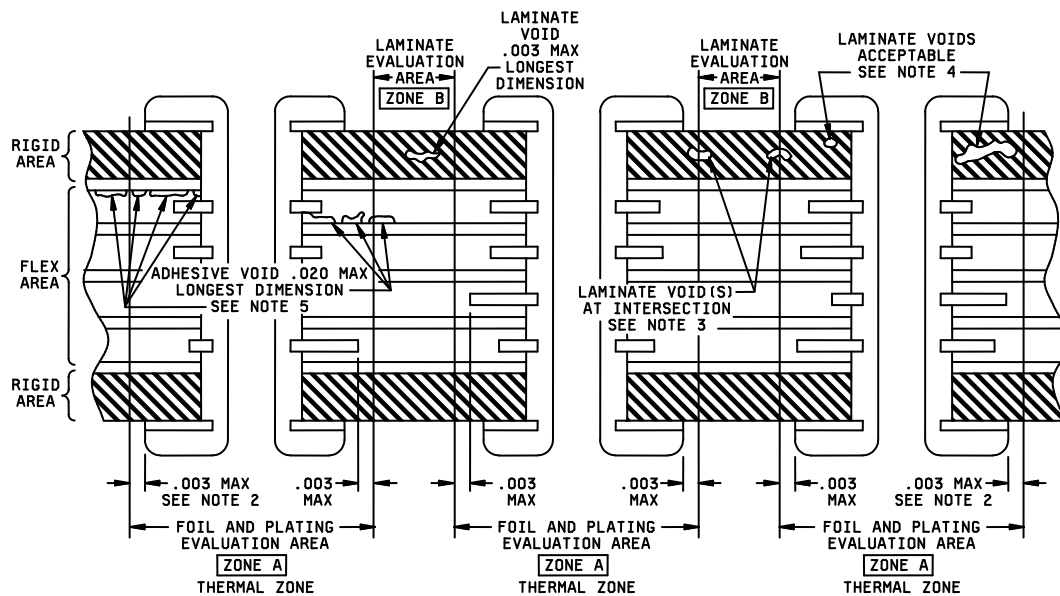 LAMINATE
VOID
.003 MAX
LONGEST
DIMENSION
LAMINATE
EVALUATION
AREA
ZONE B
LAMINATE
EVALUATION
AREA
ZONE B
LAMINATE VOIDS
ACCEPTABLE
SEE NOTE 4
RIGID
AREA
FLEX
AREA
RIGID
AREA
ADHESIVE VOID .020 MAX
LONGEST DIMENSION
SEE NOTE 5
LAMINATE VOID(S)
AT INTERSECTION
SEE NOTE 3
.003 MAX
SEE NOTE 2
.003
MAX
.003
MAX
.003
MAX
.003
MAX
.003 MAX
SEE NOTE 2
FOIL AND PLATING
EVALUATION AREA
ZONE A
THERMAL ZONE
FOIL AND PLATING
EVALUATION AREA
ZONE A
THERMAL ZONE
FOIL AND PLATING
EVALUATION AREA
ZONE A
THERMAL ZONE